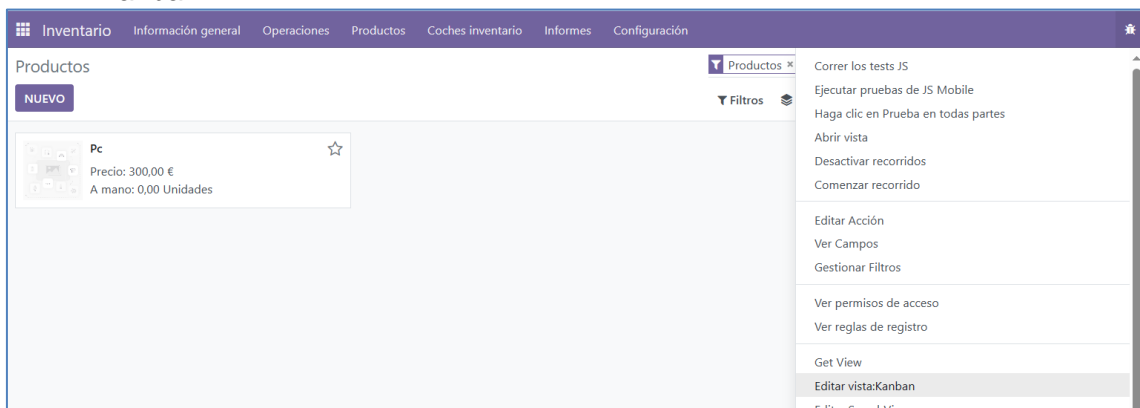 Inventario Información general Operaciones Productos Coches inventario Informes Configuración
Productos
Productos ×
NUEVO
Filtros
Pc
Precio: 300,00 €
A mano: 0,00 Unidades
Correr los tests JS
Ejecutar pruebas de JS Mobile
Haga clic en Prueba en todas partes
Abrir vista
Desactivar recorridos
Comenzar recorrido
Editar Acción
Ver Campos
Gestionar Filtros
Ver permisos de acceso
Ver reglas de registro
Get View
Editar vista:Kanban